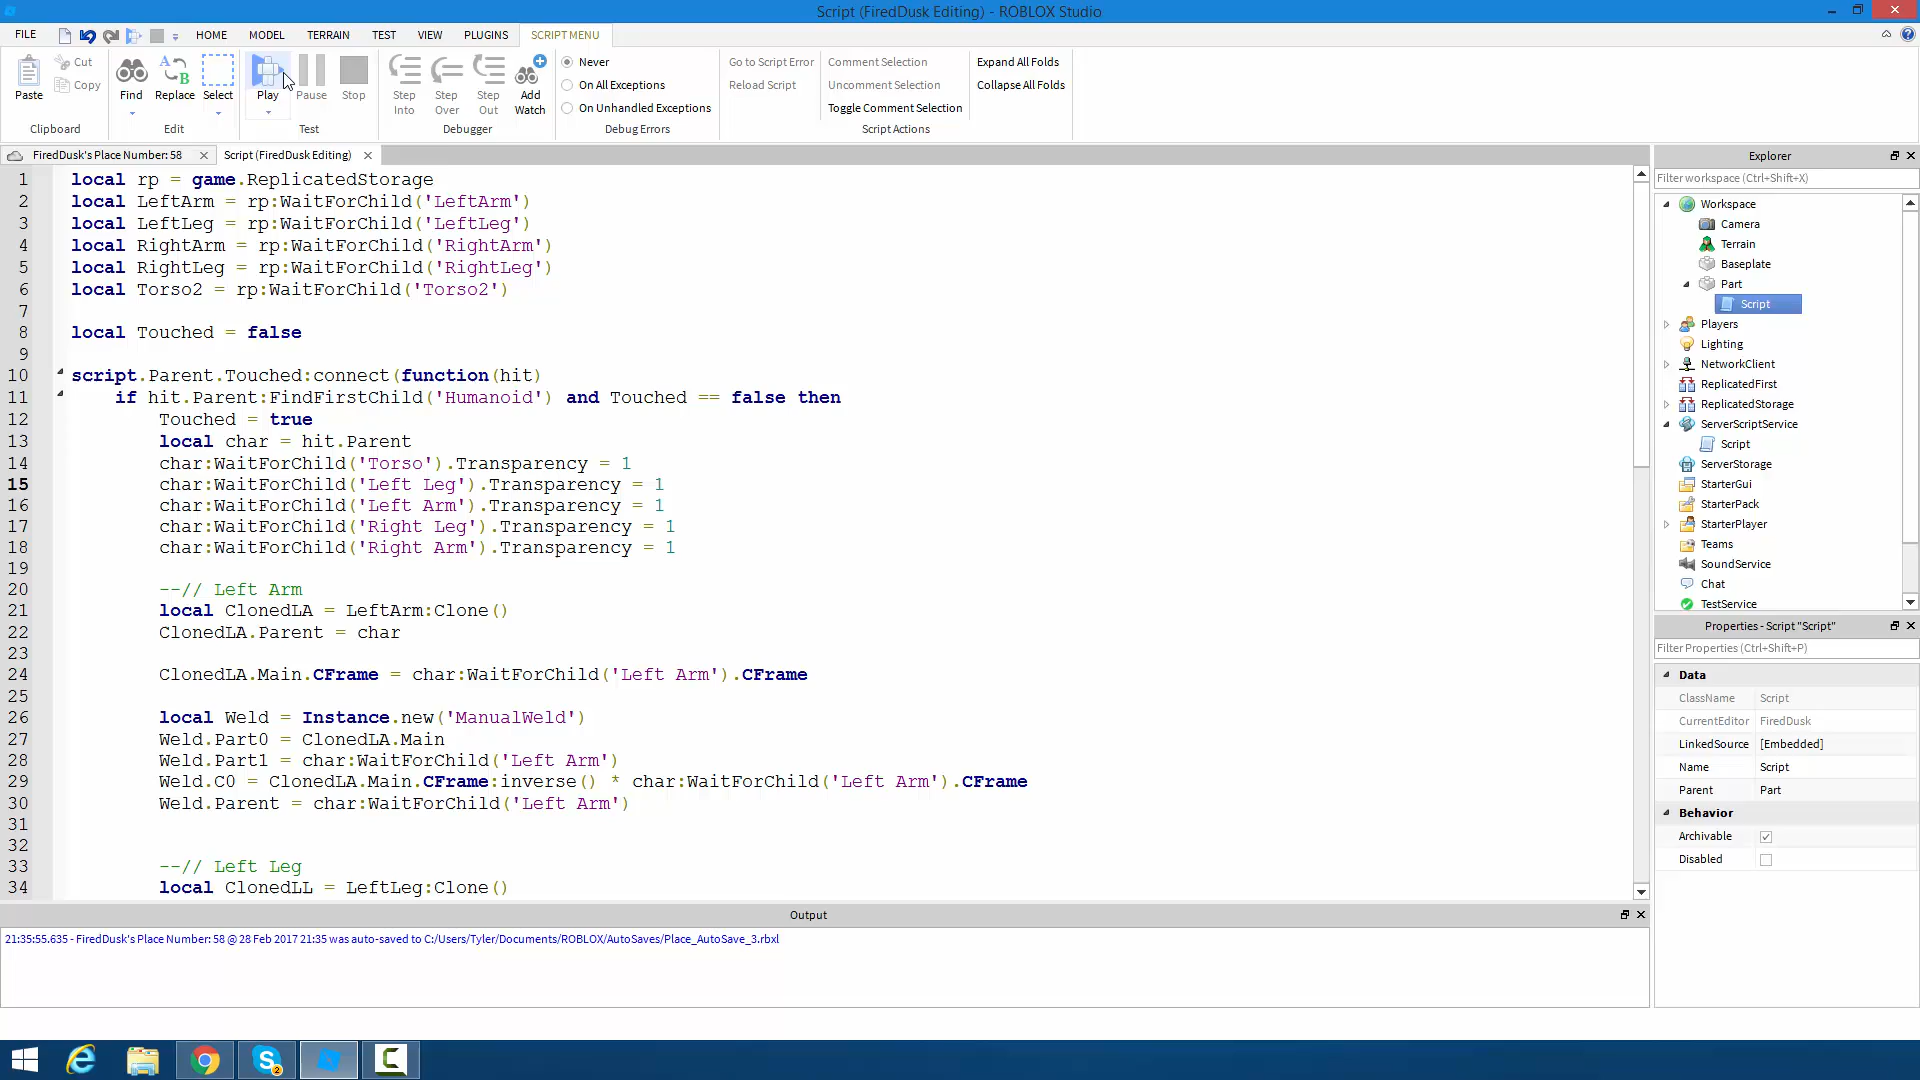 Script (FiredDusk Editing) - ROBLOX Studio
FILE HOME MODEL TERRAIN TEST VIEW PLUGINS SCRIPT MENU
Paste Cut Copy Clipboard
Find Replace Select Edit
Play Pause Stop Test
Step Into Step Over Step Out Add Watch Debugger
Never
On All Exceptions
On Unhandled Exceptions
Debug Errors
Go to Script Error
Reload Script
Comment Selection
Uncomment Selection
Toggle Comment Selection
Script Actions
Expand All Folds
Collapse All Folds
FiredDusk's Place Number: 58 Script (FiredDusk Editing)
1 local rp = game.ReplicatedStorage
2 local LeftArm = rp:WaitForChild('LeftArm')
3 local LeftLeg = rp:WaitForChild('LeftLeg')
4 local RightArm = rp:WaitForChild('RightArm')
5 local RightLeg = rp:WaitForChild('RightLeg')
6 local Torso2 = rp:WaitForChild('Torso2')
7
8 local Touched = false
9
10 script.Parent.Touched:connect(function(hit)
11 if hit.Parent:FindFirstChild('Humanoid') and Touched == false then
12 Touched = true
13 local char = hit.Parent
14 char:WaitForChild('Torso').Transparency = 1
15 char:WaitForChild('Left Leg').Transparency = 1
16 char:WaitForChild('Left Arm').Transparency = 1
17 char:WaitForChild('Right Leg').Transparency = 1
18 char:WaitForChild('Right Arm').Transparency = 1
19
20 --// Left Arm
21 local ClonedLA = LeftArm:Clone()
22 ClonedLA.Parent = char
23
24 ClonedLA.Main.CFrame = char:WaitForChild('Left Arm').CFrame
25
26 local Weld = Instance.new('ManualWeld')
27 Weld.Part0 = ClonedLA.Main
28 Weld.Part1 = char:WaitForChild('Left Arm')
29 Weld.C0 = ClonedLA.Main.CFrame:inverse() * char:WaitForChild('Left Arm').CFrame
30 Weld.Parent = char:WaitForChild('Left Arm')
31
32
33 --// Left Leg
34 local ClonedLL = LeftLeg:Clone()
Output
21:35:55.635 - FiredDusk's Place Number: 58 @ 28 Feb 2017 21:35 was auto-saved to C:/Users/Tyler/Documents/ROBLOX/AutoSaves/Place_AutoSave_3.rbxl
Explorer
Filter workspace (Ctrl+Shift+X)
Workspace
Camera
Terrain
Baseplate
Part
Script
Players
Lighting
NetworkClient
ReplicatedFirst
ReplicatedStorage
ServerScriptService
Script
ServerStorage
StarterGui
StarterPack
StarterPlayer
Teams
SoundService
Chat
TestService
Properties - Script "Script"
Filter Properties (Ctrl+Shift+P)
Data
ClassName Script
CurrentEditor FiredDusk
LinkedSource [Embedded]
Name Script
Parent Part
Behavior
Archivable
Disabled
2